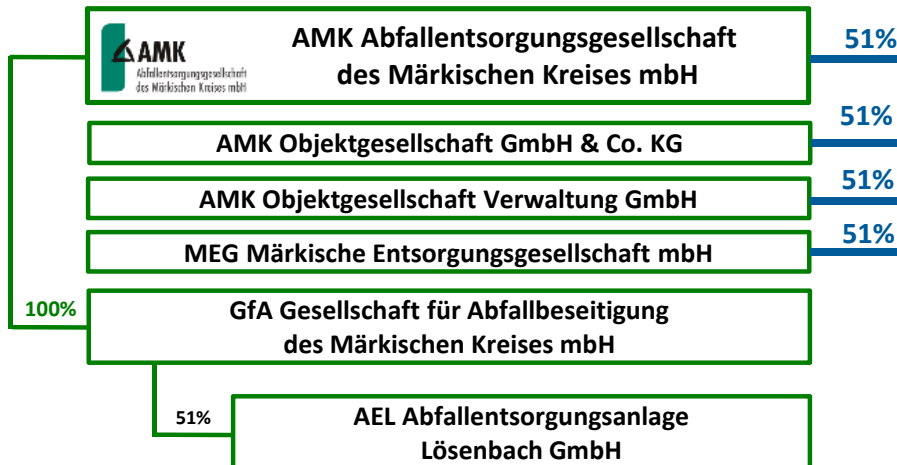 AMK
Abfallentsorgungsgesellschaft
des Märkischen Kreises mbH
AMK Abfallentsorgungsgesellschaft
des Märkischen Kreises mbH
51%
AMK Objektgesellschaft GmbH & Co. KG
51%
AMK Objektgesellschaft Verwaltung GmbH
51%
MEG Märkische Entsorgungsgesellschaft mbH
51%
100%
GfA Gesellschaft für Abfallbeseitigung
des Märkischen Kreises mbH
51%
AEL Abfallentsorgungsanlage
Lösenbach GmbH